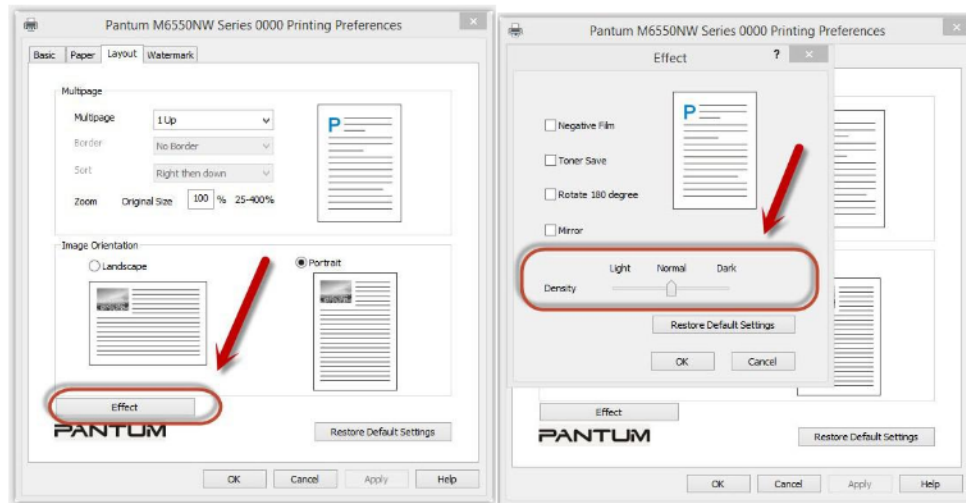 Pantum M6550NW Series 0000 Printing Preferences
Basic Paper Layout Watermark
Multipage
Multipage 1 Up
Border No Border
Sort Right then down
Zoom Original Size 100 % 25-400%
P
Image Orientation
Landscape Portrait
Effect
PANTUM
Restore Default Settings
OK Cancel Apply Help
Pantum M6550NW Series 0000 Printing Preferences
Effect ?
Negative Film
Toner Save
Rotate 180 degree
Mirror
P
Light Normal Dark
Density
Restore Default Settings
OK Cancel
Effect
PANTUM
Restore Default Settings
OK Cancel Apply Help